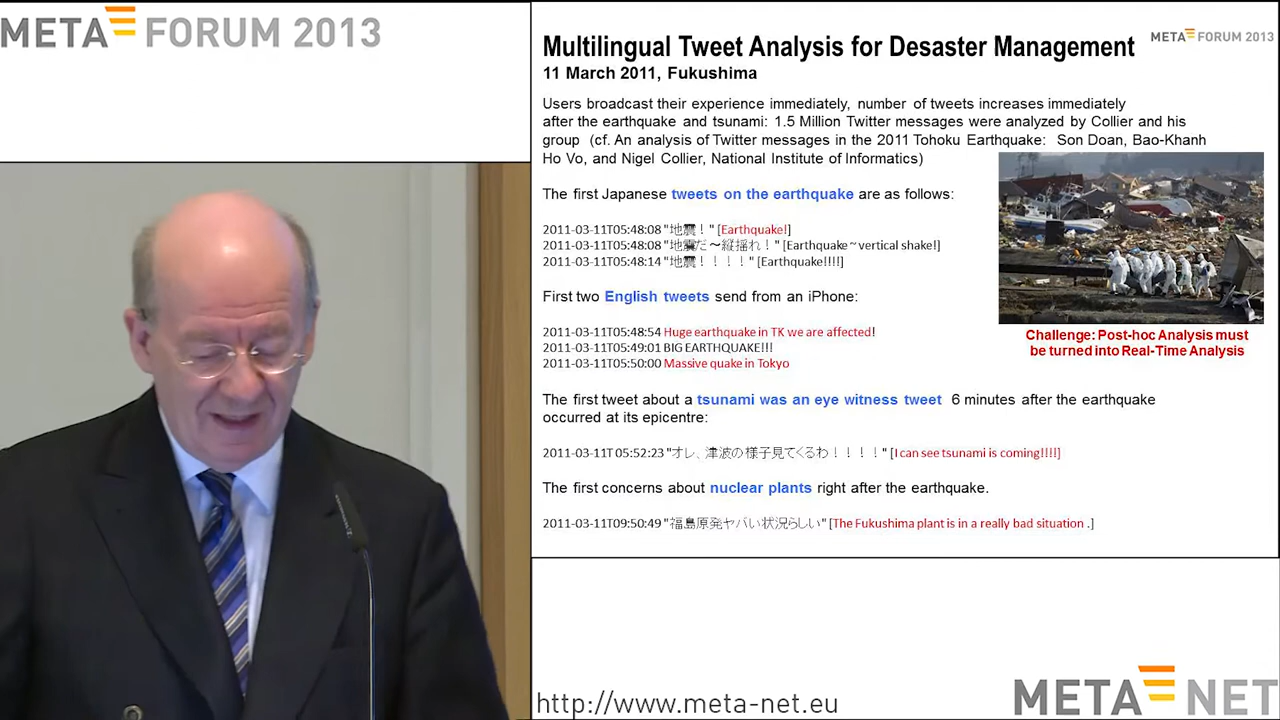 META FORUM 2013
Multilingual Tweet Analysis for Desaster Management
META FORUM 2013
11 March 2011, Fukushima
Users broadcast their experience immediately, number of tweets increases immediately
after the earthquake and tsunami: 1.5 Million Twitter messages were analyzed by Collier and his
group (cf. An analysis of Twitter messages in the 2011 Tohoku Earthquake: Son Doan, Bao-Khanh
Ho Vo, and Nigel Collier, National Institute of Informatics)
The first Japanese tweets on the earthquake are as follows:
2011-03-11T05:48:08 "地震！" [Earthquake!]
2011-03-11T05:48:08 "地震だ～縦揺れ！" [Earthquake~vertical shake!]
2011-03-11T05:48:14 "地震！！！！" [Earthquake!!!!]
First two English tweets send from an iPhone:
2011-03-11T05:48:54 Huge earthquake in TK we are affected!
2011-03-11T05:49:01 BIG EARTHQUAKE!!!
2011-03-11T05:50:00 Massive quake in Tokyo
Challenge: Post-hoc Analysis must
be turned into Real-Time Analysis
The first tweet about a tsunami was an eye witness tweet 6 minutes after the earthquake
occurred at its epicentre:
2011-03-11T05:52:23 "オレ、津波の様子見てくるわ！！！！" [I can see tsunami is coming!!!!]
The first concerns about nuclear plants right after the earthquake.
2011-03-11T09:50:49 "福島原発ヤバい状況らしい" [The Fukushima plant is in a really bad situation .]
http://www.meta-net.eu
META NET